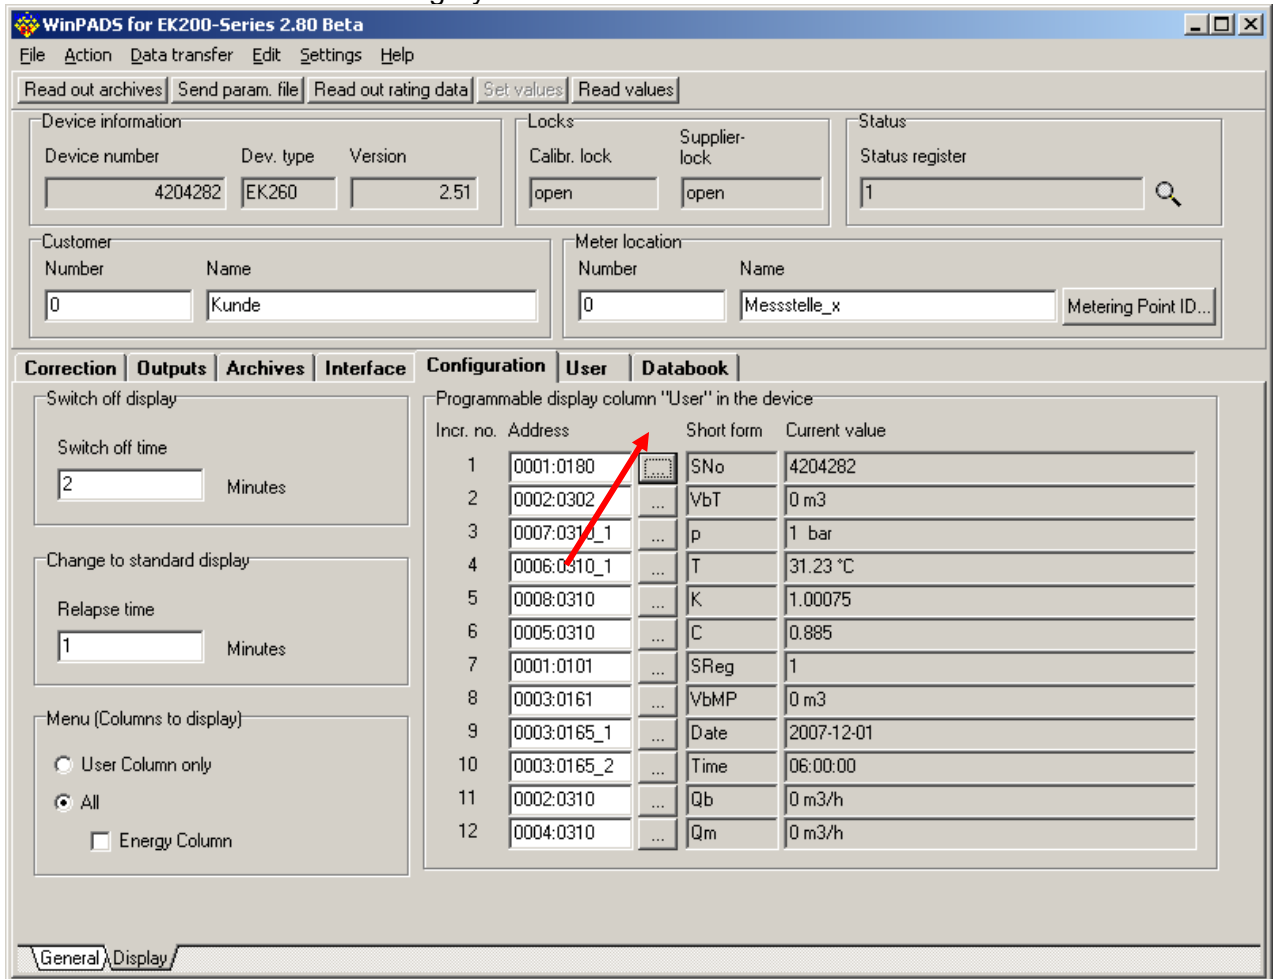 WinPADS for EK200-Series 2.80 Beta
File Action Data transfer Edit Settings Help
Read out archives Send param. file Read out rating data Set values Read values
Device information
Device number Dev. type Version
4204282 EK260 2.51
Locks
Calibr. lock Supplier-lock
open open
Status
Status register
1
Customer
Number Name
0 Kunde
Meter location
Number Name
0 Messstelle_x Metering Point ID...
Correction Outputs Archives Interface Configuration User Databook
Switch off display
Switch off time
2 Minutes
Change to standard display
Relapse time
1 Minutes
Menu (Columns to display)
User Column only
All
Energy Column
Programmable display column "User" in the device
Incr. no. Address Short form Current value
1 0001:0180 ... SNo 4204282
2 0002:0302 ... VbT 0 m3
3 0007:0310_1 ... p 1 bar
4 0006:0310_1 ... T 31.23 °C
5 0008:0310 ... K 1.00075
6 0005:0310 ... C 0.885
7 0001:0101 ... SReg 1
8 0003:0161 ... VbMP 0 m3
9 0003:0165_1 ... Date 2007-12-01
10 0003:0165_2 ... Time 06:00:00
11 0002:0310 ... Qb 0 m3/h
12 0004:0310 ... Qm 0 m3/h
General Display